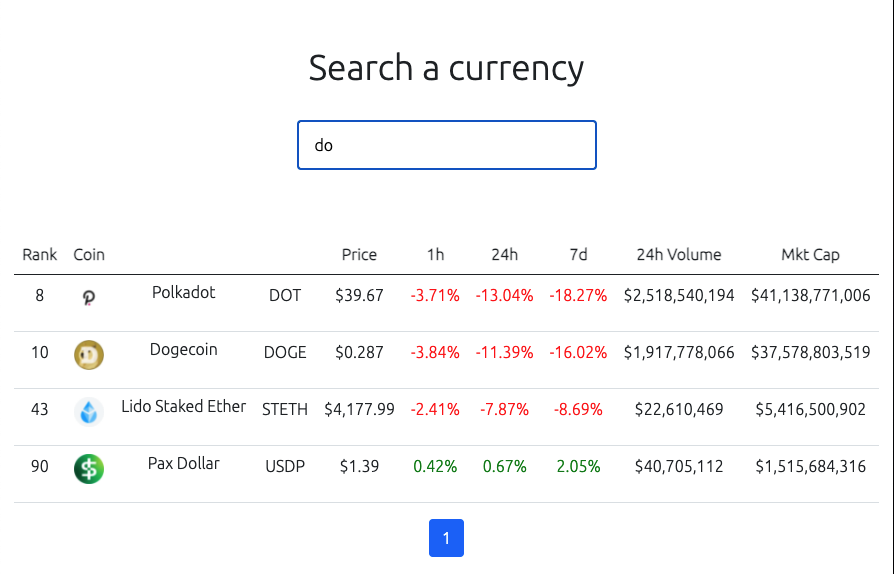 Search a currency
do
Rank Coin Price 1h 24h 7d 24h Volume Mkt Cap
8 Polkadot DOT $39.67 -3.71% -13.04% -18.27% $2,518,540,194 $41,138,771,006
10 Dogecoin DOGE $0.287 -3.84% -11.39% -16.02% $1,917,778,066 $37,578,803,519
43 Lido Staked Ether STETH $4,177.99 -2.41% -7.87% -8.69% $22,610,469 $5,416,500,902
90 Pax Dollar USDP $1.39 0.42% 0.67% 2.05% $40,705,112 $1,515,684,316
1